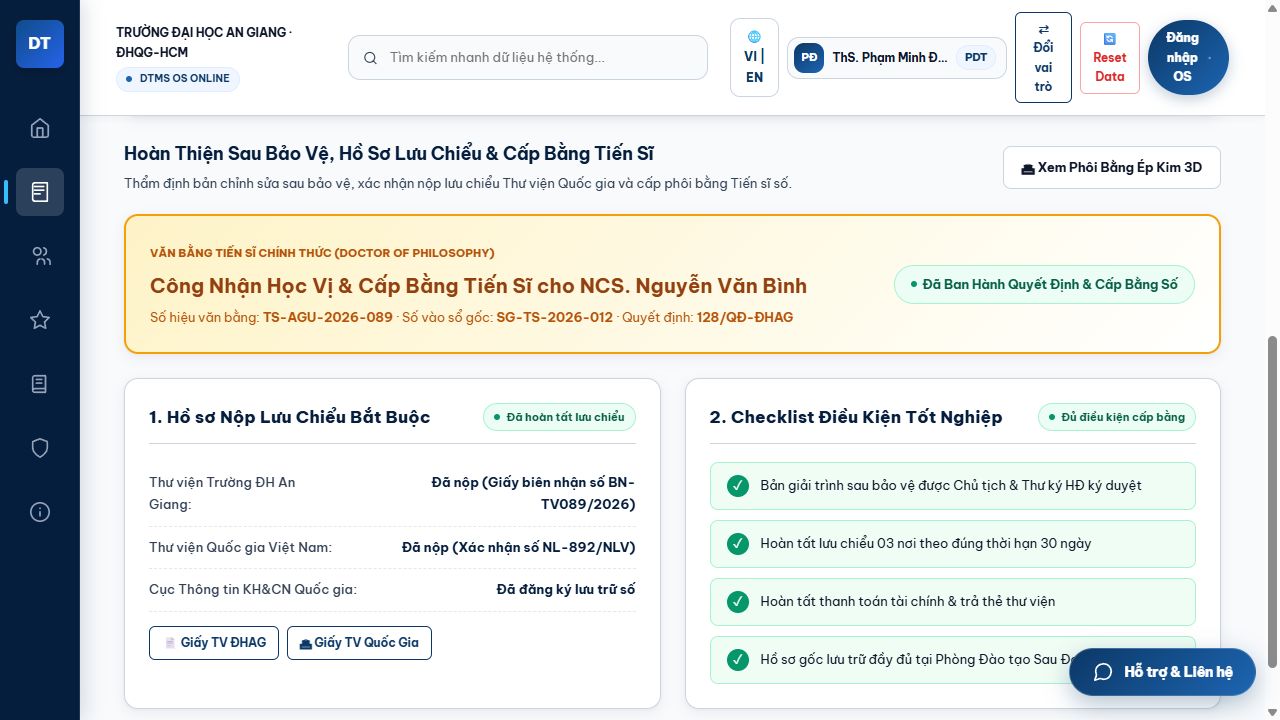 DT
TRƯỜNG ĐẠI HỌC AN GIANG ·
ĐHQG-HCM
DTMS OS ONLINE
Tìm kiếm nhanh dữ liệu hệ thống...
VI |
EN
PĐ
ThS. Phạm Minh Đ...
PDT
Đổi
vai
trò
Reset
Data
Đăng
nhập
OS
Hoàn Thiện Sau Bảo Vệ, Hồ Sơ Lưu Chiểu & Cấp Bằng Tiến Sĩ
Thẩm định bản chỉnh sửa sau bảo vệ, xác nhận nộp lưu chiểu Thư viện Quốc gia và cấp phôi bằng Tiến sĩ số.
Xem Phôi Bằng Ép Kim 3D
VĂN BẰNG TIẾN SĨ CHÍNH THỨC (DOCTOR OF PHILOSOPHY)
Công Nhận Học Vị & Cấp Bằng Tiến Sĩ cho NCS. Nguyễn Văn Bình
Số hiệu văn bằng: TS-AGU-2026-089 · Số vào sổ gốc: SG-TS-2026-012 · Quyết định: 128/QĐ-ĐHAG
Đã Ban Hành Quyết Định & Cấp Bằng Số
1. Hồ sơ Nộp Lưu Chiểu Bắt Buộc
Đã hoàn tất lưu chiểu
Thư viện Trường ĐH An
Giang:
Đã nộp (Giấy biên nhận số BN-
TV089/2026)
Thư viện Quốc gia Việt Nam:
Đã nộp (Xác nhận số NL-892/NLV)
Cục Thông tin KH&CN Quốc gia:
Đã đăng ký lưu trữ số
Giấy TV ĐHAG
Giấy TV Quốc Gia
2. Checklist Điều Kiện Tốt Nghiệp
Đủ điều kiện cấp bằng
Bản giải trình sau bảo vệ được Chủ tịch & Thư ký HĐ ký duyệt
Hoàn tất lưu chiểu 03 nơi theo đúng thời hạn 30 ngày
Hoàn tất thanh toán tài chính & trả thẻ thư viện
Hồ sơ gốc lưu trữ đầy đủ tại Phòng Đào tạo Sau
Hỗ trợ & Liên hệ